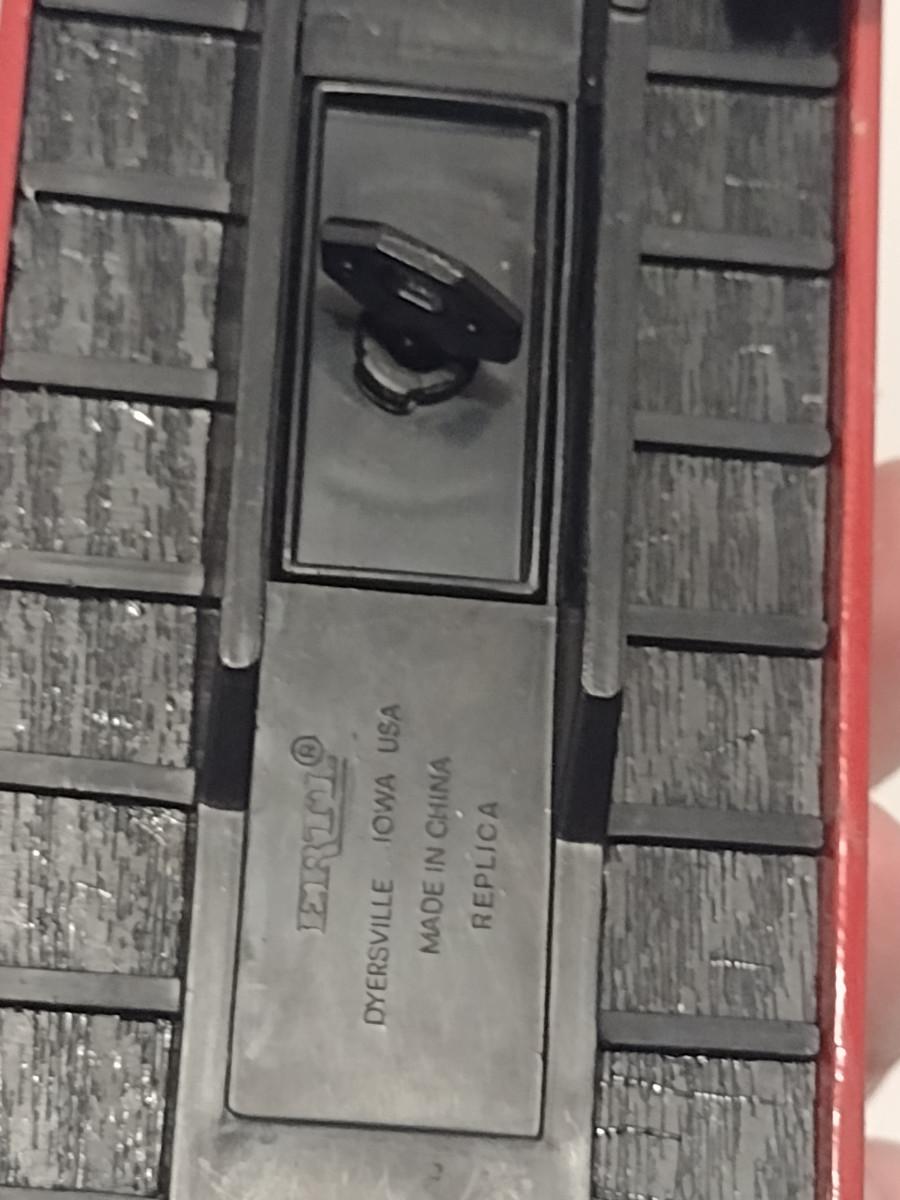 ERTL®
DYERSVILLE IOWA USA
MADE IN CHINA
REPLICA